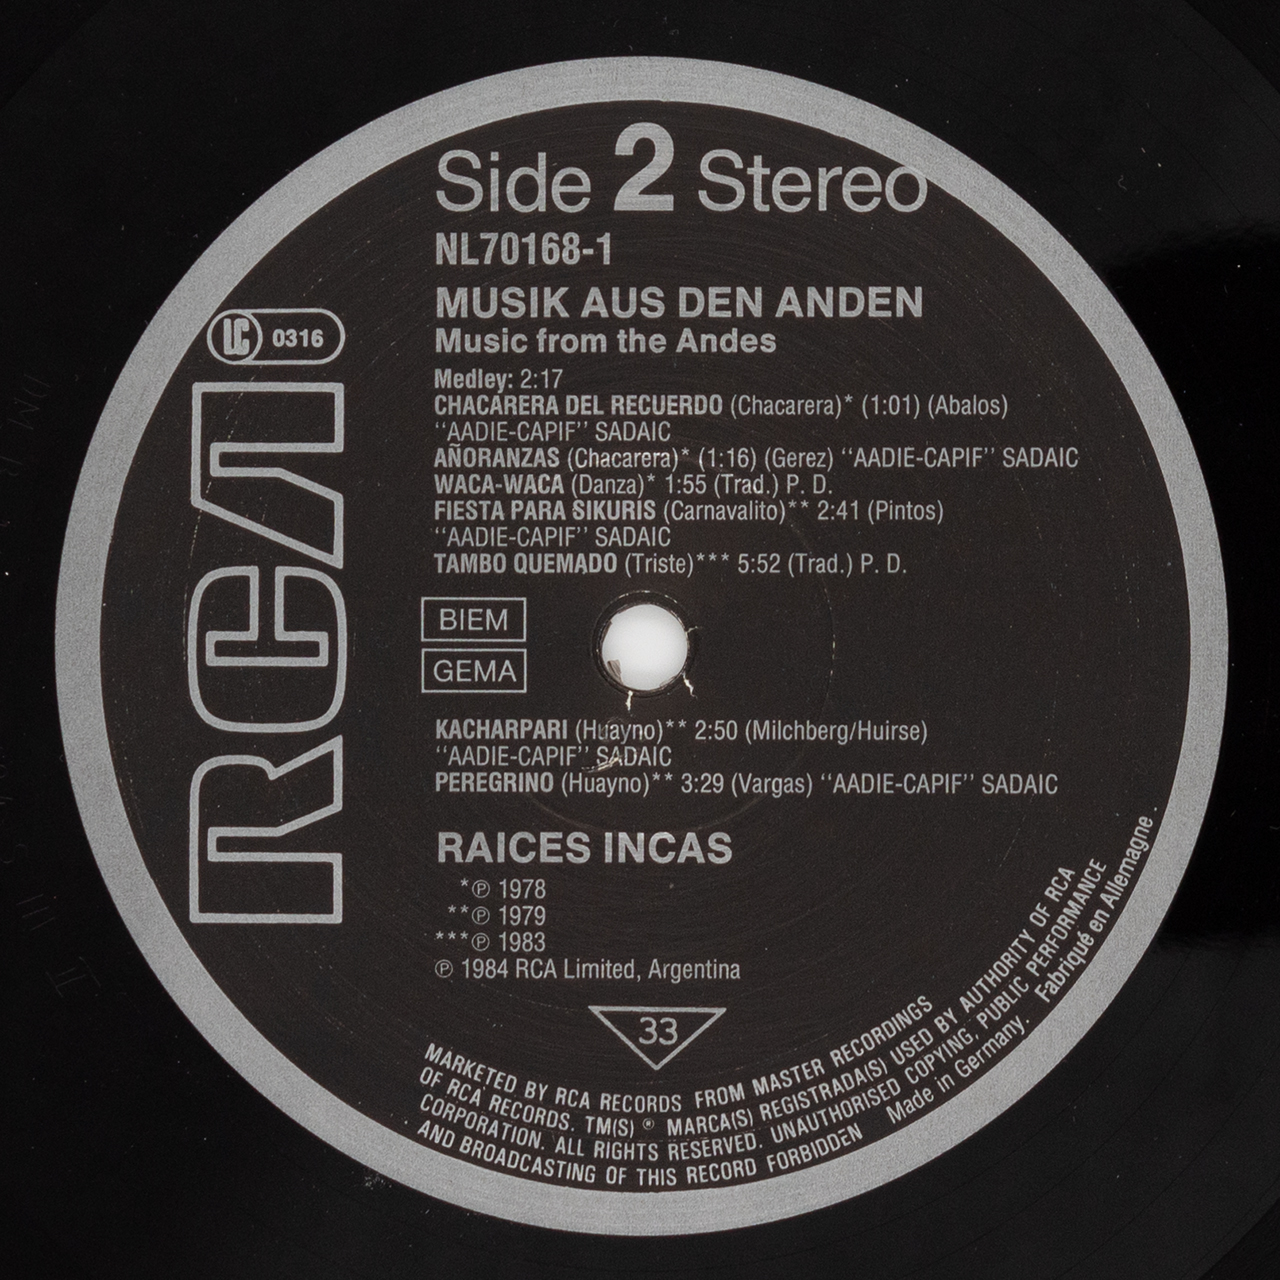 Side 2 Stereo
NL70168-1
MUSIK AUS DEN ANDEN
Music from the Andes
LC 0316
RCA
Medley: 2:17
CHACARERA DEL RECUERDO (Chacarera)* (1:01) (Abalos)
‘‘AADIE-CAPIF’’ SADAIC
AÑORANZAS (Chacarera)* (1:16) (Gerez) ‘‘AADIE-CAPIF’’ SADAIC
WACA-WACA (Danza)* 1:55 (Trad.) P. D.
FIESTA PARA SIKURIS (Carnavalito)** 2:41 (Pintos)
‘‘AADIE-CAPIF’’ SADAIC
TAMBO QUEMADO (Triste)*** 5:52 (Trad.) P. D.
BIEM
GEMA
KACHARPARI (Huayno)** 2:50 (Milchberg/Huirse)
‘‘AADIE-CAPIF’’ SADAIC
PEREGRINO (Huayno)** 3:29 (Vargas) ‘‘AADIE-CAPIF’’ SADAIC
RAICES INCAS
*℗ 1978
**℗ 1979
***℗ 1983
℗ 1984 RCA Limited, Argentina
33
MARKETED BY RCA RECORDS FROM MASTER RECORDINGS
OF RCA RECORDS. TM(S) ® MARCA(S) REGISTRADA(S) USED BY AUTHORITY OF RCA
CORPORATION. ALL RIGHTS RESERVED. UNAUTHORISED COPYING, PUBLIC PERFORMANCE
AND BROADCASTING OF THIS RECORD FORBIDDEN Made in Germany. Fabriqué en Allemagne.